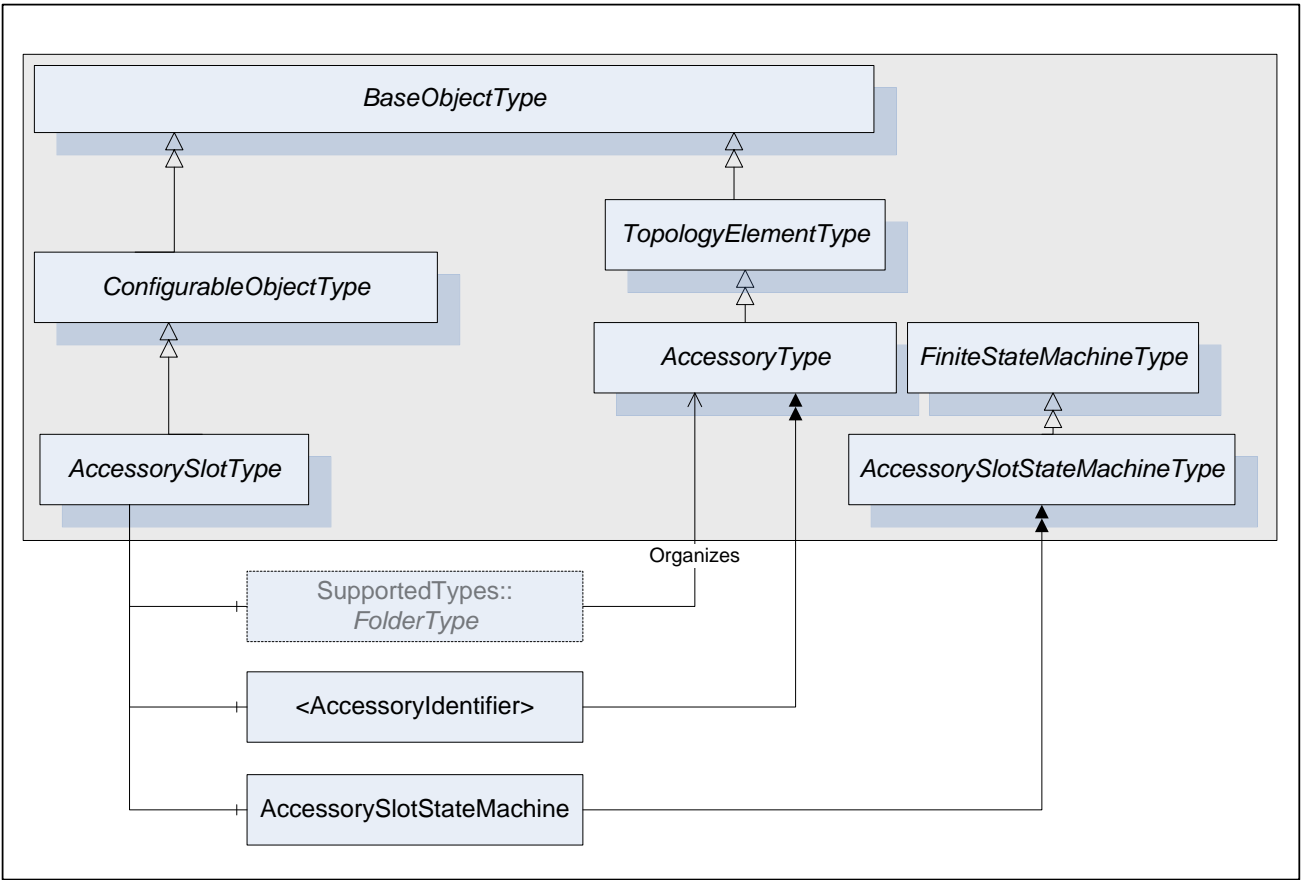 BaseObjectType
TopologyElementType
ConfigurableObjectType
AccessoryType
FiniteStateMachineType
AccessorySlotType
AccessorySlotStateMachineType
Organizes
SupportedTypes::
FolderType
<AccessoryIdentifier>
AccessorySlotStateMachine